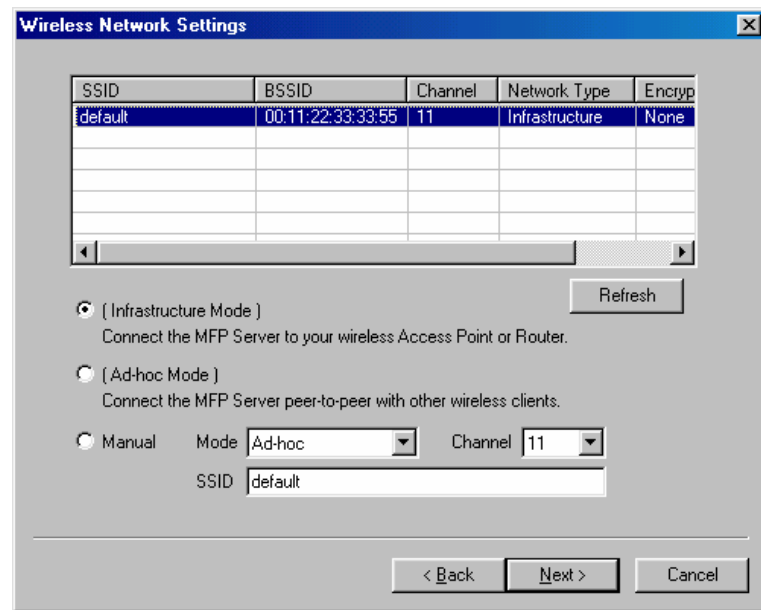 Wireless Network Settings
SSID BSSID Channel Network Type Encryp
default 00:11:22:33:33:55 11 Infrastructure None
Refresh
( Infrastructure Mode )
Connect the MFP Server to your wireless Access Point or Router.
( Ad-hoc Mode )
Connect the MFP Server peer-to-peer with other wireless clients.
Manual Mode Ad-hoc Channel 11
SSID default
< Back Next > Cancel